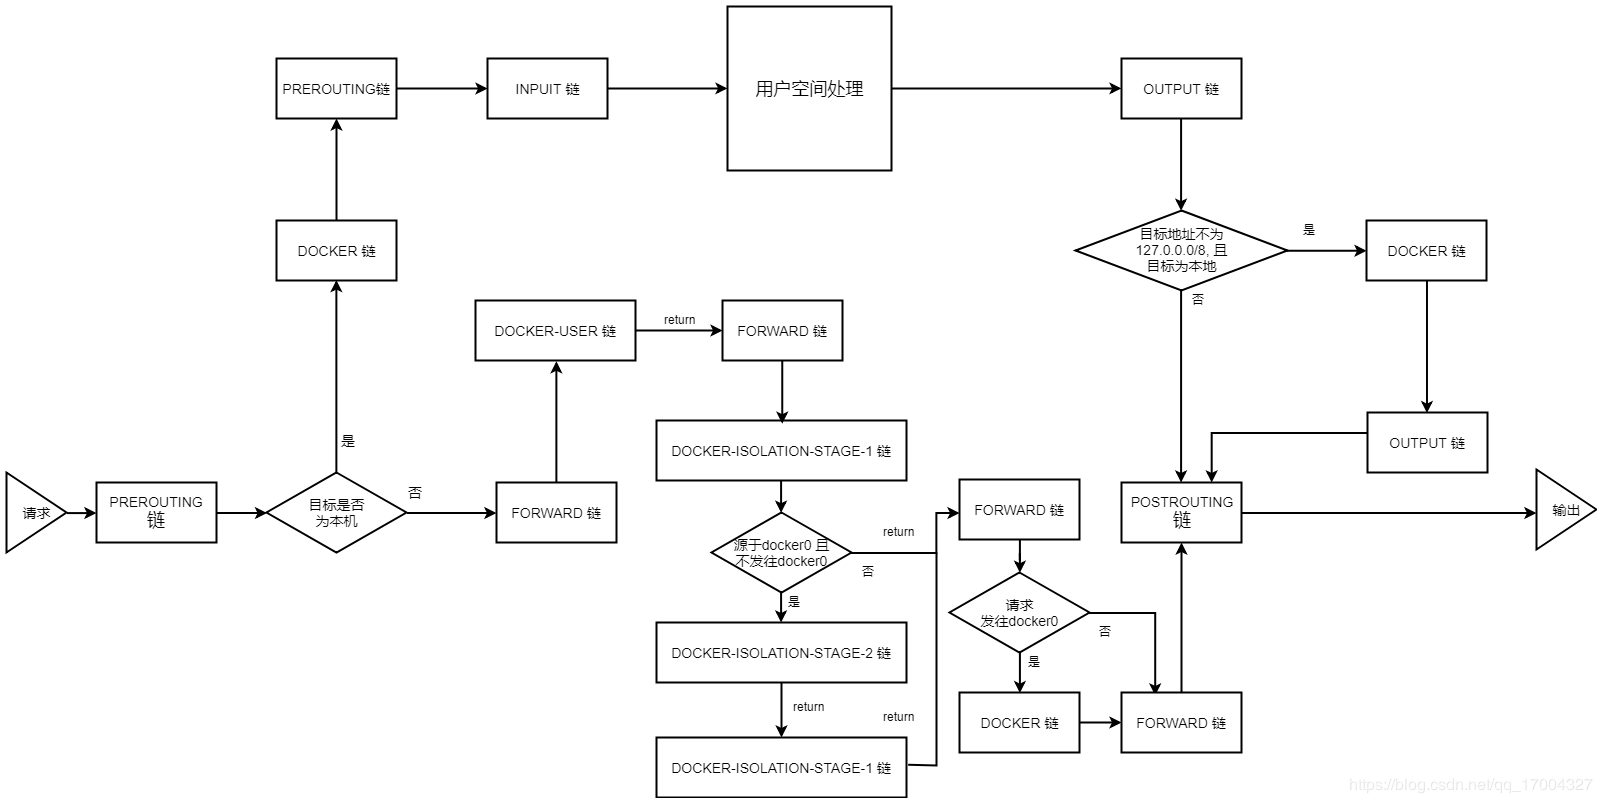 PREROUTING链
INPUIT 链
用户空间处理
OUTPUT 链
DOCKER 链
目标地址不为
127.0.0.0/8, 且
目标为本地
是
DOCKER 链
否
DOCKER-USER 链
return
FORWARD 链
是
DOCKER-ISOLATION-STAGE-1 链
OUTPUT 链
请求
PREROUTING
链
目标是否
为本机
否
FORWARD 链
源于docker0 且
不发往docker0
return
否
是
FORWARD 链
POSTROUTING
链
输出
请求
发往docker0
否
是
DOCKER-ISOLATION-STAGE-2 链
return
return
DOCKER 链
FORWARD 链
DOCKER-ISOLATION-STAGE-1 链
https://blog.csdn.net/qq_17004327